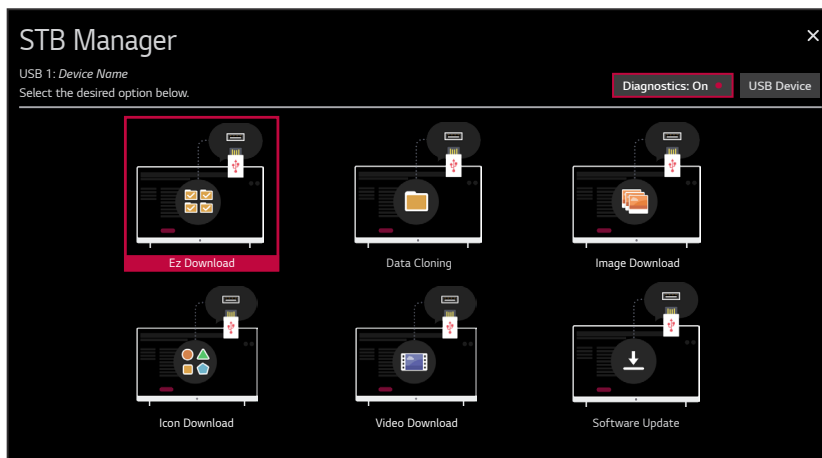 STB Manager
USB 1: Device Name
Select the desired option below.
Diagnostics: On
USB Device
Ez Download
Data Cloning
Image Download
Icon Download
Video Download
Software Update